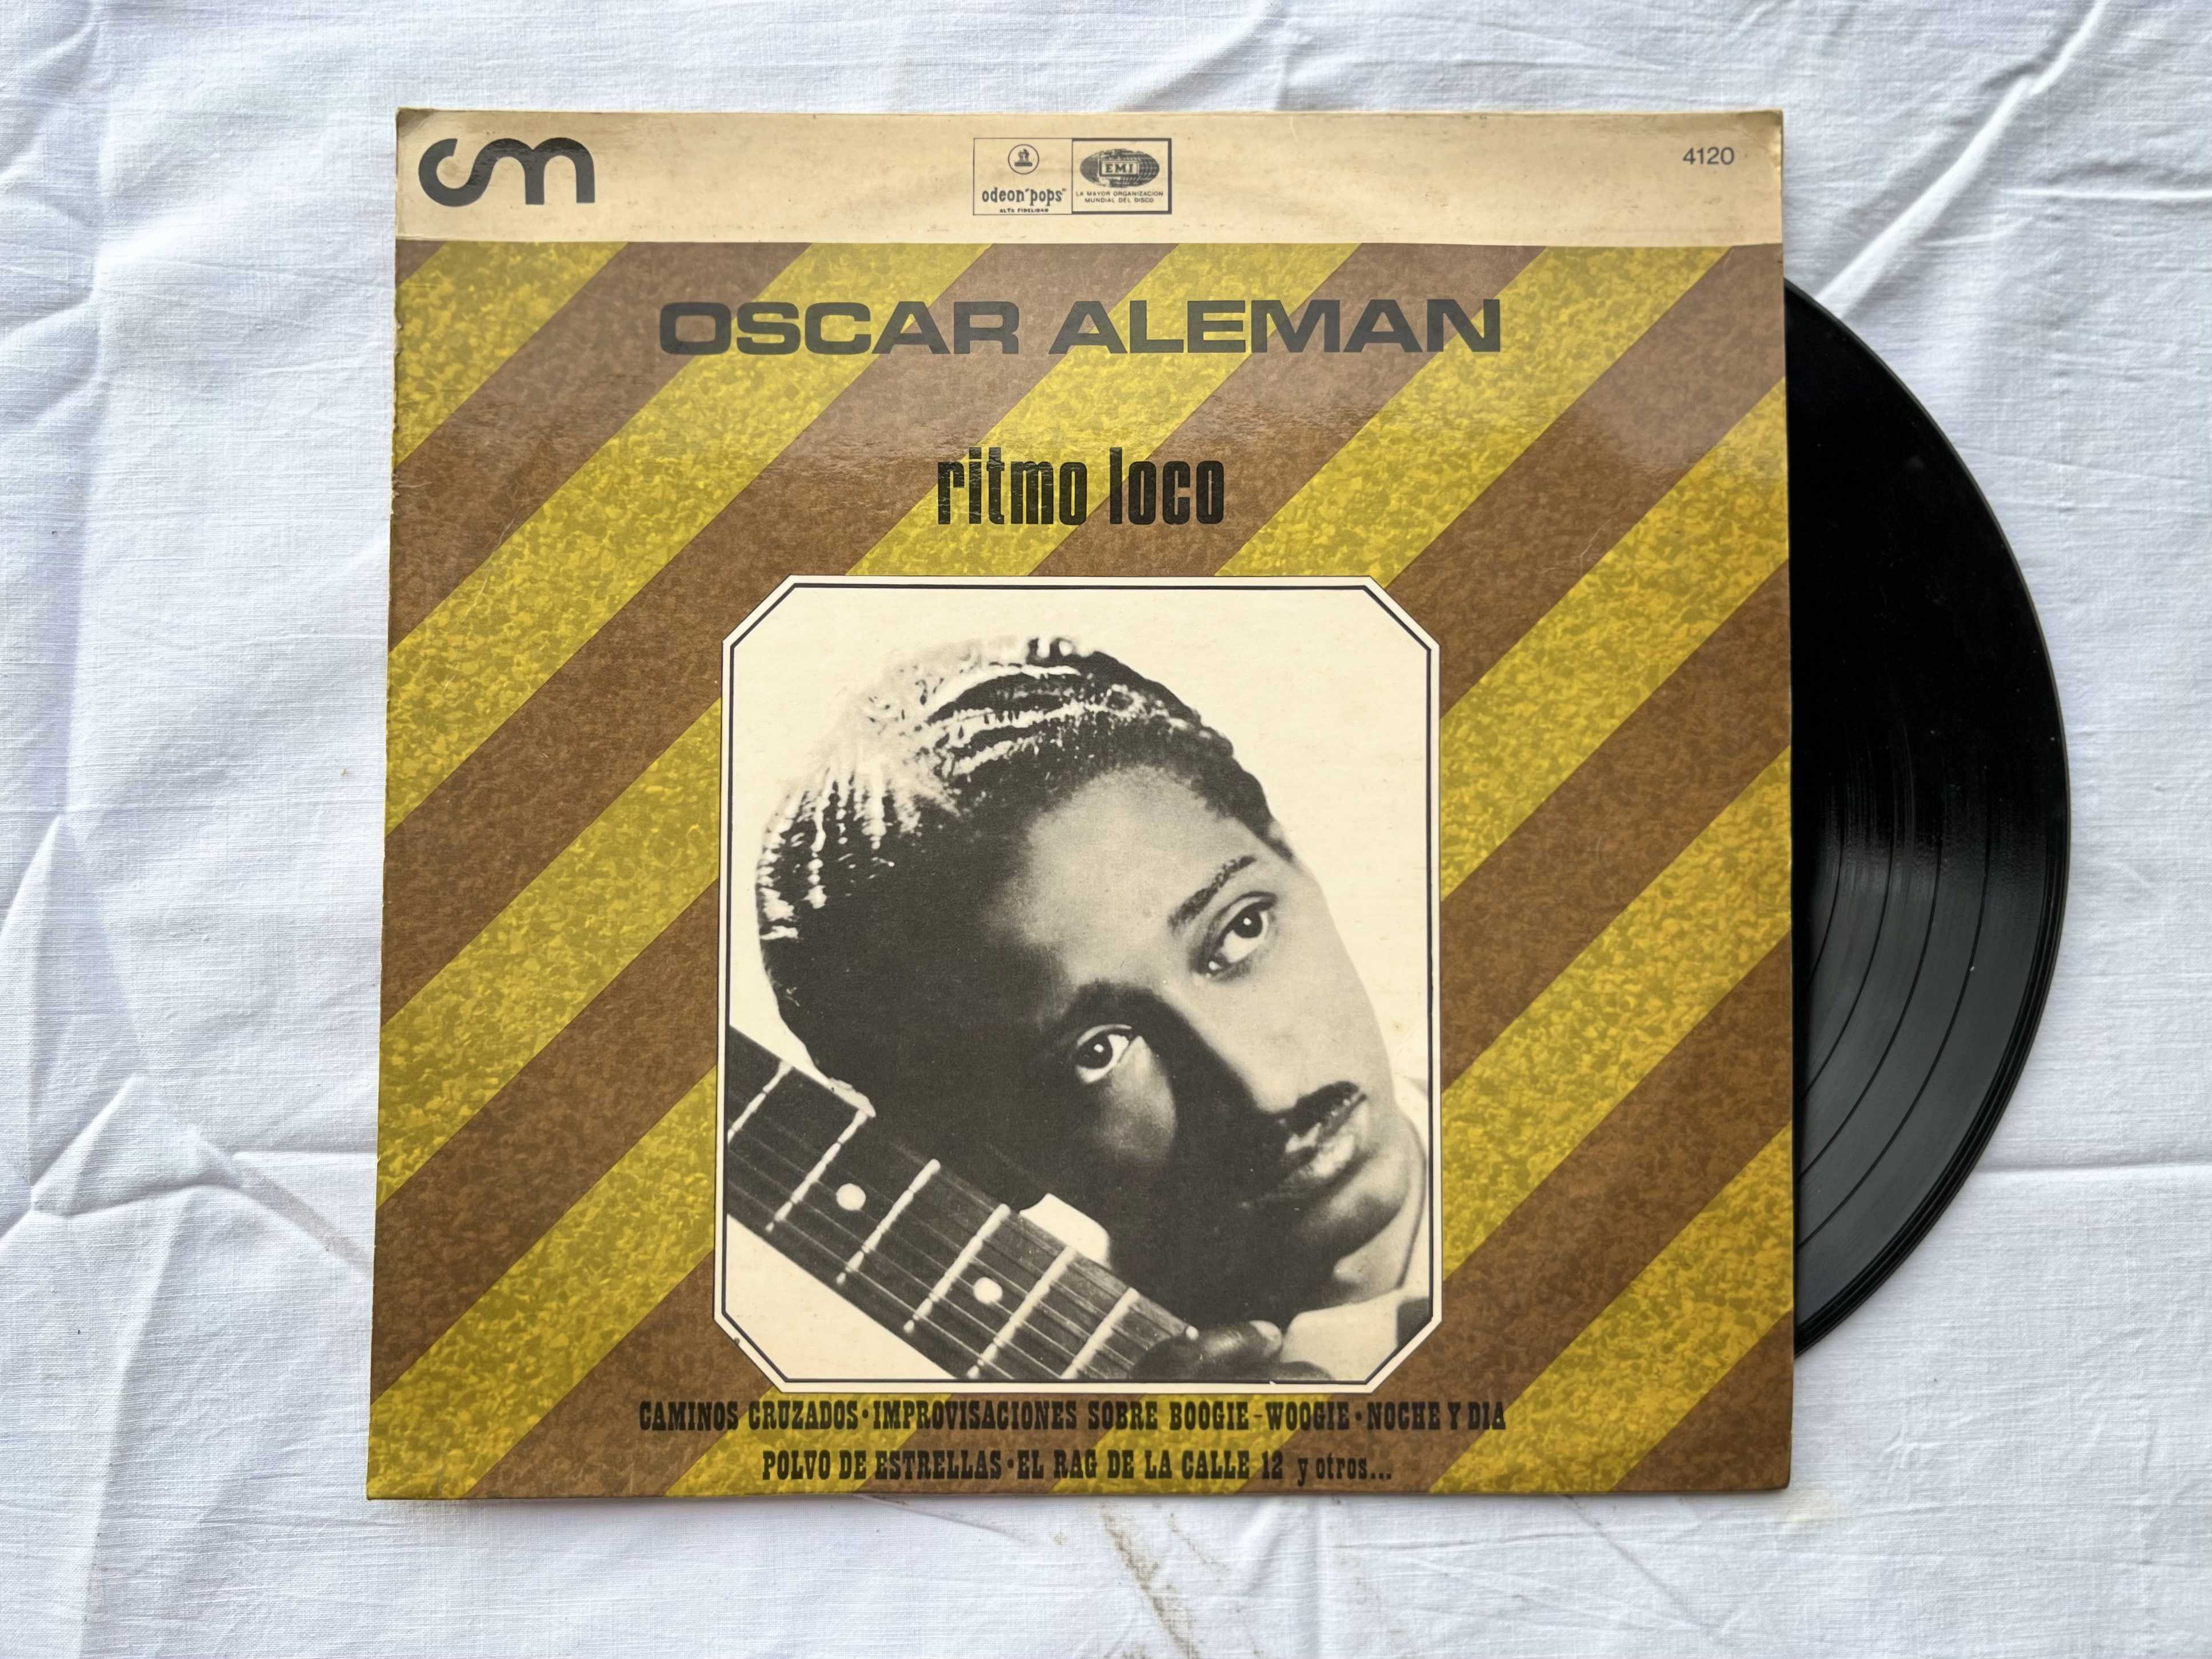 cm
odeon "pops"
ALTA FIDELIDAD
EMI
LA MAYOR ORGANIZACION
MUNDIAL DEL DISCO
4120
OSCAR ALEMAN
ritmo loco
CAMINOS CRUZADOS • IMPROVISACIONES SOBRE BOOGIE-WOOGIE • NOCHE Y DIA
POLVO DE ESTRELLAS • EL RAG DE LA CALLE 12 y otros...